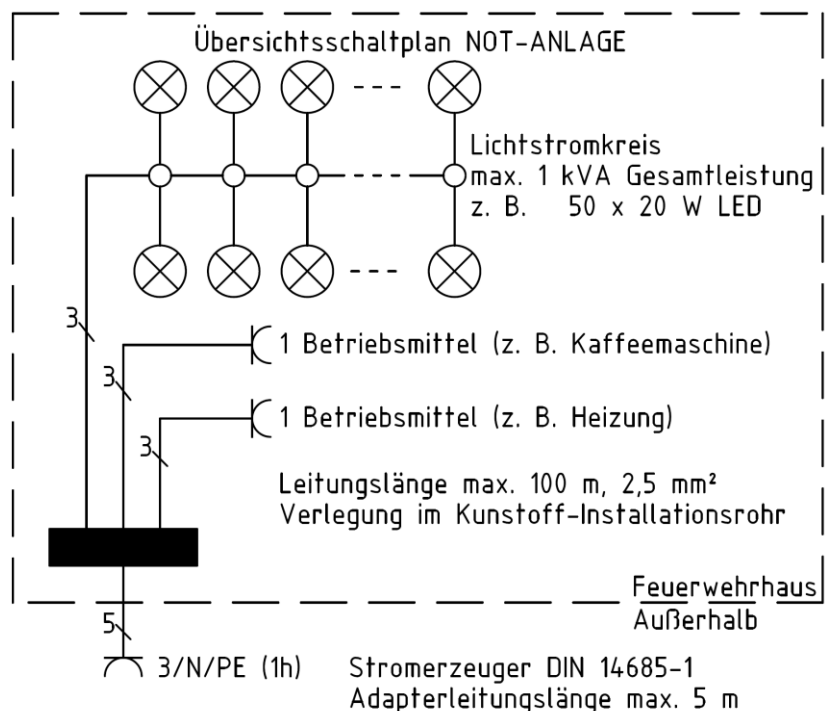 Übersichtsschaltplan NOT-ANLAGE
Lichtstromkreis
max. 1 kVA Gesamtleistung
z. B. 50 x 20 W LED
3
1 Betriebsmittel (z. B. Kaffeemaschine)
3
1 Betriebsmittel (z. B. Heizung)
3
Leitungslänge max. 100 m, 2,5 mm²
Verlegung im Kunstoff-Installationsrohr
Feuerwehrhaus
Außerhalb
5
3/N/PE (1h) Stromerzeuger DIN 14685-1
Adapterleitungslänge max. 5 m